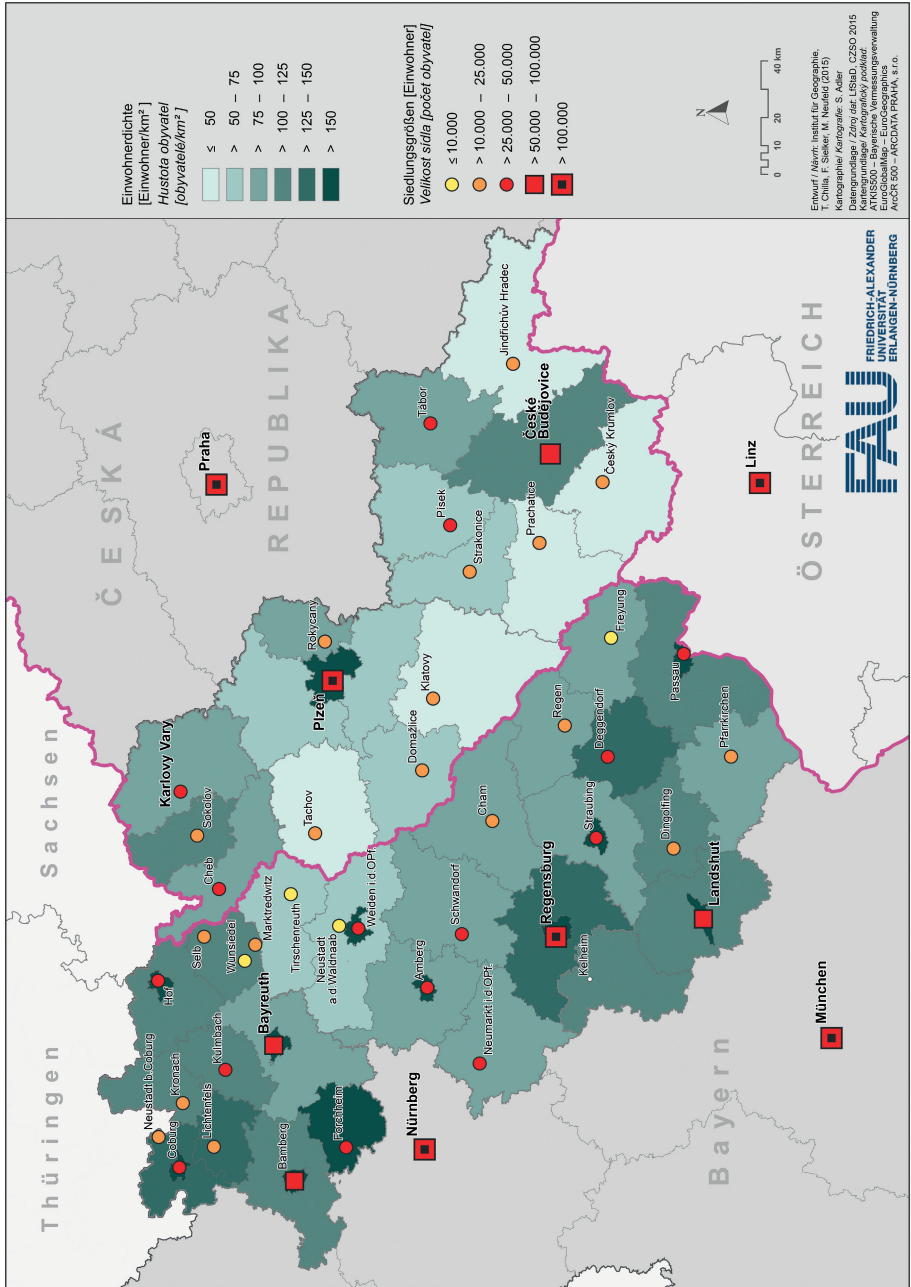 Thüringen
Sachsen
ČESKÁ
REPUBLIKA
Bayern
ÖSTERREICH
Praha
Linz
München
Nürnberg
Neustadt b.Coburg
Coburg
Kronach
Lichtenfels
Kulmbach
Hof
Selb
Wunsiedel
Marktredwitz
Bayreuth
Bamberg
Forchheim
Tirschenreuth
Neustadt
a.d.Waldnaab
Weiden i.d.OPf.
Amberg
Schwandorf
Neumarkt i.d.OPf.
Cham
Regensburg
Kelheim
Straubing
Deggendorf
Regen
Freyung
Passau
Pfarrkirchen
Dingolfing
Landshut
Cheb
Sokolov
Karlovy Vary
Tachov
Plzeň
Rokycany
Domažlice
Klatovy
Strakonice
Písek
Tábor
Prachatice
České
Budějovice
Český Krumlov
Jindřichův Hradec
Einwohnerdichte
[Einwohner/km²]
Hustota obyvatel
[obyvatelé/km²]
≤ 50
> 50 – 75
> 75 – 100
> 100 – 125
> 125 – 150
> 150
Siedlungsgrößen [Einwohner]
Velikost sídla [počet obyvatel]
≤ 10.000
> 10.000 – 25.000
> 25.000 – 50.000
> 50.000 – 100.000
> 100.000
N
0 10 20 40 km
Entwurf / Návrh: Institut für Geographie,
T. Chilla, F. Sielker, M. Neufeld (2015)
Kartographie/ Kartografie: S. Adler
Datengrundlage / Zdroj dat: LfStaD, CZSO 2015
Kartengrundlage/ Kartografický podklad:
ATKIS500 – Bayerische Vermessungsverwaltung
EuroGlobalMap – EuroGeographics
ArcČR 500 – ARCDATA PRAHA, s.r.o.
FAU
FRIEDRICH-ALEXANDER
UNIVERSITÄT
ERLANGEN-NÜRNBERG